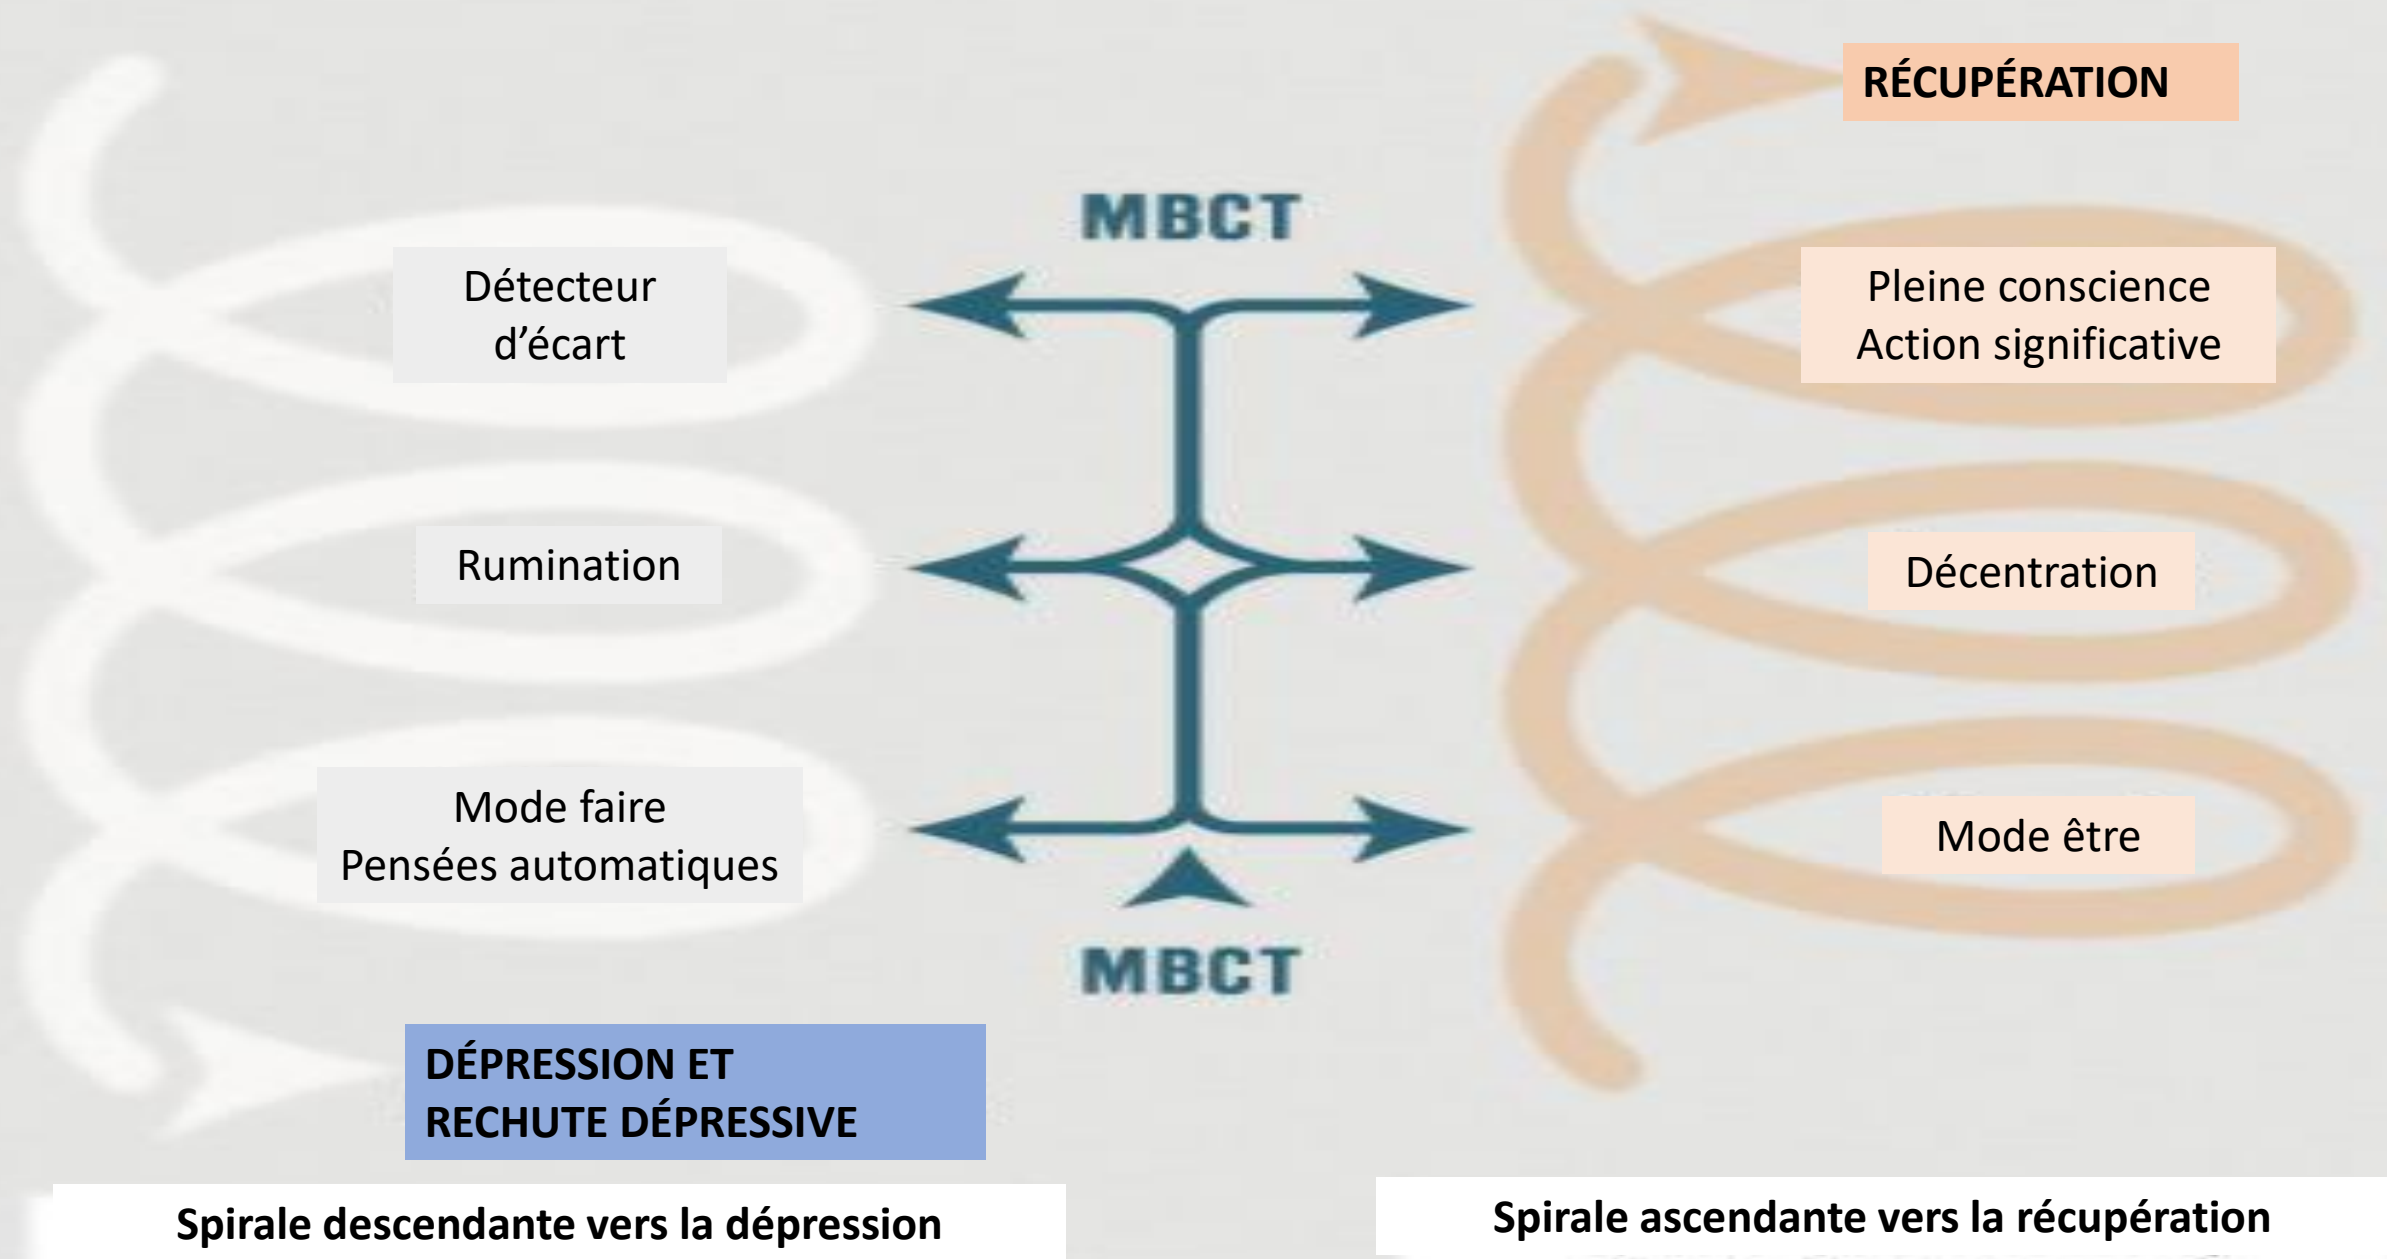 RÉCUPÉRATION
MBCT
Détecteur
d’écart
Pleine conscience
Action significative
Rumination
Décentration
Mode faire
Pensées automatiques
Mode être
MBCT
DÉPRESSION ET
RECHUTE DÉPRESSIVE
Spirale descendante vers la dépression
Spirale ascendante vers la récupération